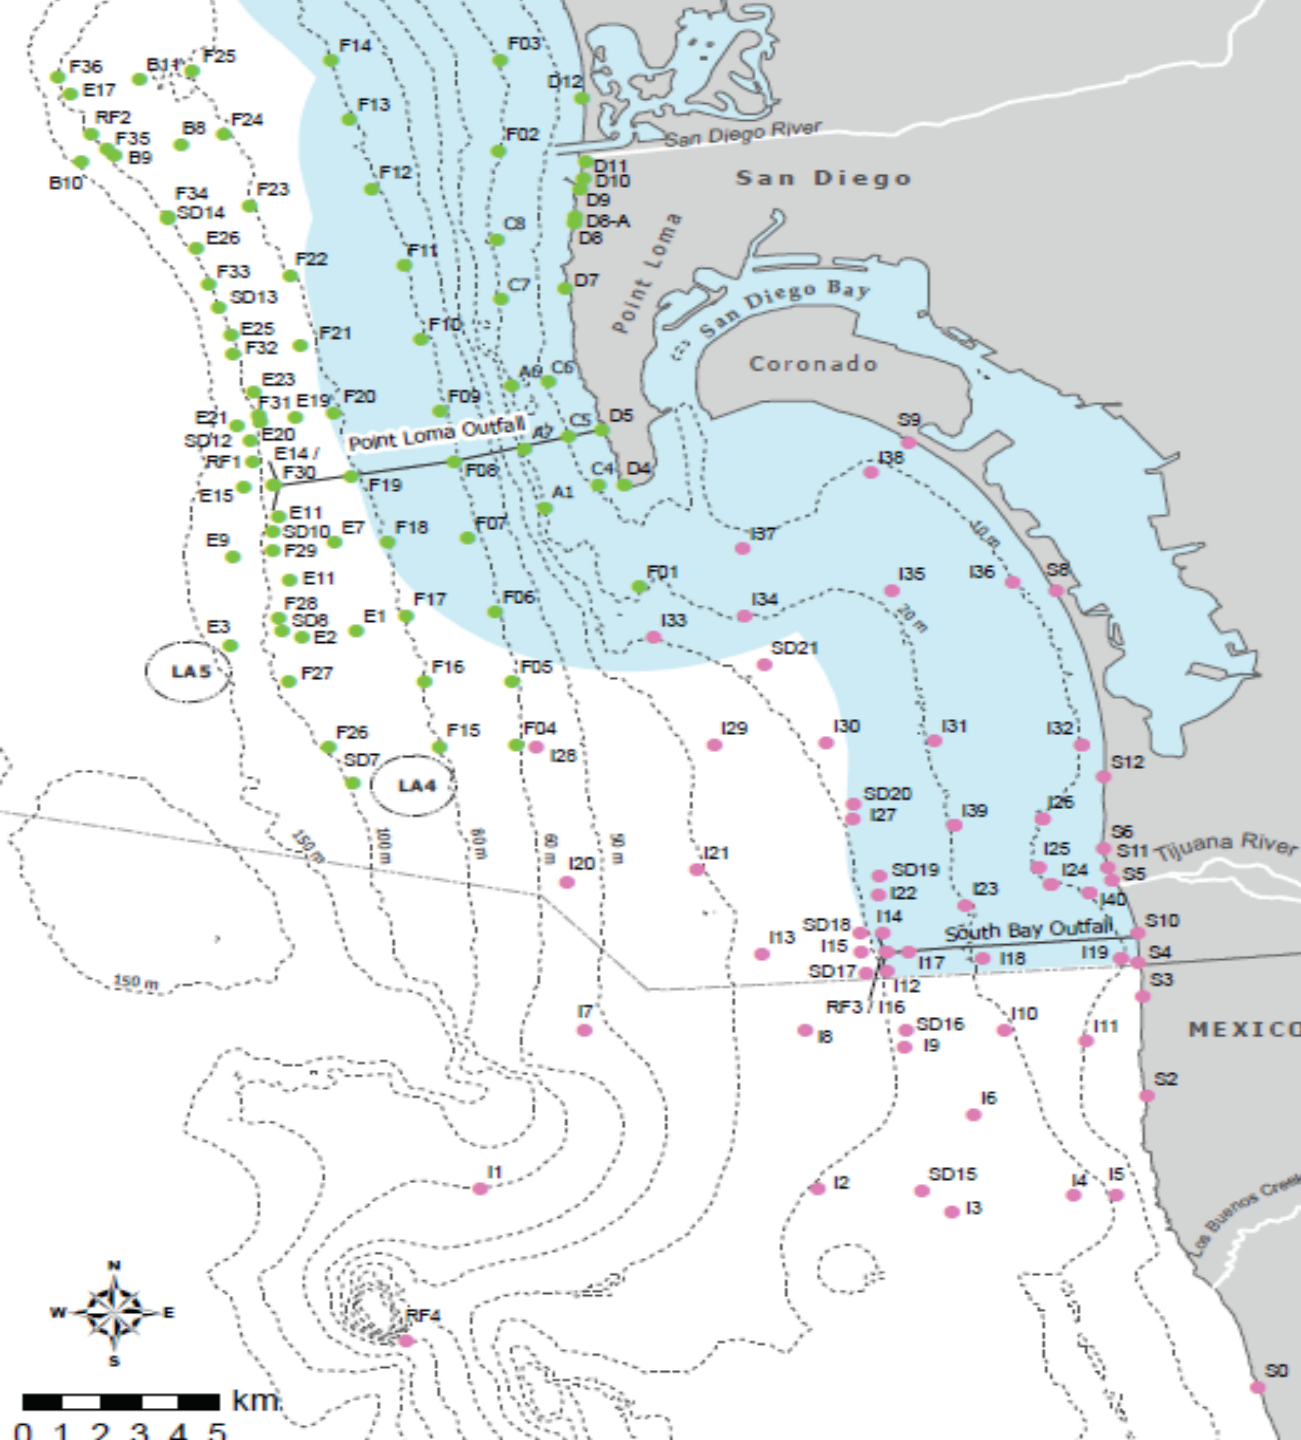 F14
F03
F36
B11
F25
E17
D12
F13
RF2
F35
B8
F24
B9
F02
San Diego River
B10
D11
D10
D9
San Diego
F34
SD14
F23
F12
D8-A
D8
C8
E26
F22
F11
Point Loma
F33
SD13
C7
D7
San Diego Bay
E25
F32
F21
F10
Coronado
E23
F31
E19
F20
F09
A6
C6
E21
SD12
E20
Point Loma Outfall
A7
C5
D5
S9
RF1
E14 /
F30
F19
F08
C4
D4
I38
E15
A1
E11
SD10
E7
F18
F07
I37
10 m
E9
F29
E11
F01
I35
I36
S8
F28
SD8
E2
E1
F17
F06
I33
I34
20 m
E3
SD21
LA5
F27
F16
F05
F26
F15
F04
I28
I29
I30
I31
I32
SD7
LA4
S12
SD20
I27
I39
I26
S6
S11
Tijuana River
150 m
100 m
80 m
60 m
I20
I21
SD19
I22
I23
I25
I24
S5
I40
SD18
I14
South Bay Outfall
S10
I13
I15
I17
I18
I19
S4
SD17
I12
S3
150 m
RF3 / I16
I7
I8
SD16
I9
I10
I11
MEXICO
I6
S2
I1
I2
SD15
I3
I4
I5
Los Buenos Creek
N
W E
S
RF4
S0
km
0 1 2 3 4 5